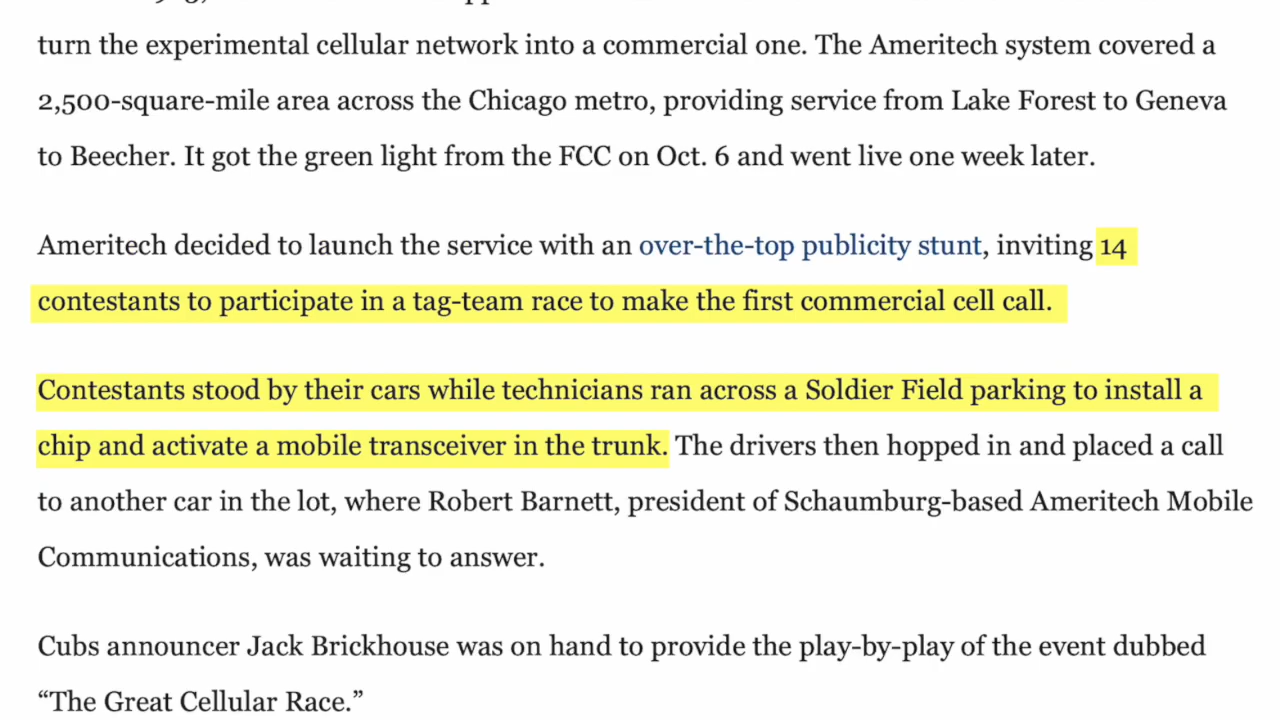 turn the experimental cellular network into a commercial one. The Ameritech system covered a
2,500-square-mile area across the Chicago metro, providing service from Lake Forest to Geneva
to Beecher. It got the green light from the FCC on Oct. 6 and went live one week later.
Ameritech decided to launch the service with an over-the-top publicity stunt, inviting 14
contestants to participate in a tag-team race to make the first commercial cell call.
Contestants stood by their cars while technicians ran across a Soldier Field parking to install a
chip and activate a mobile transceiver in the trunk. The drivers then hopped in and placed a call
to another car in the lot, where Robert Barnett, president of Schaumburg-based Ameritech Mobile
Communications, was waiting to answer.
Cubs announcer Jack Brickhouse was on hand to provide the play-by-play of the event dubbed
“The Great Cellular Race.”